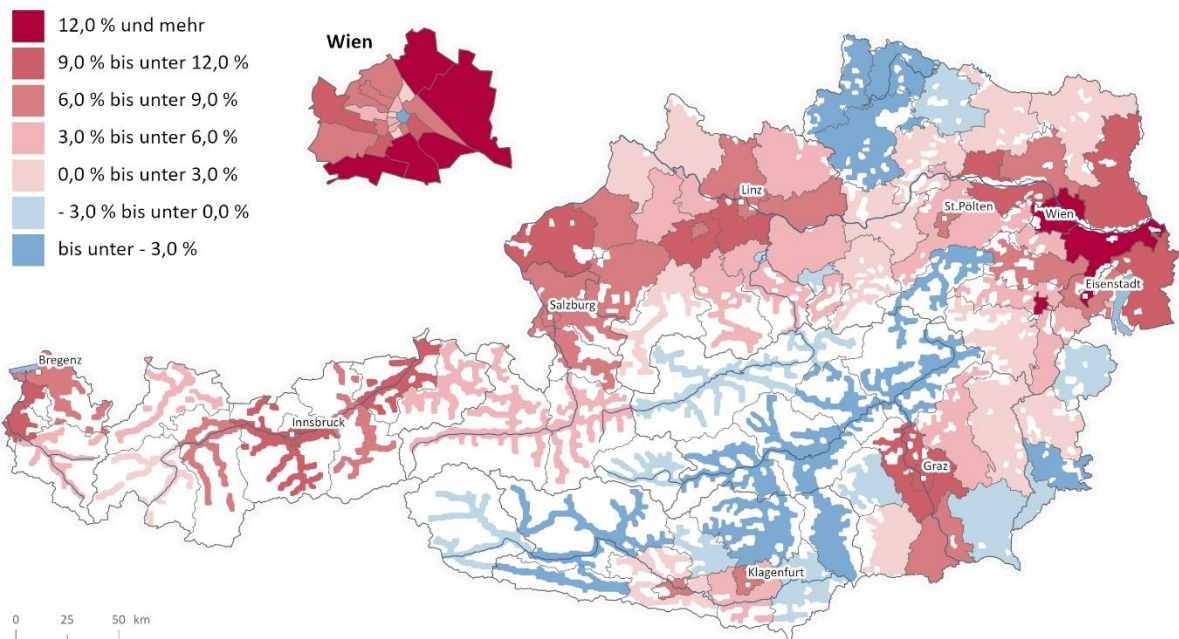 12,0 % und mehr
9,0 % bis unter 12,0 %
6,0 % bis unter 9,0 %
3,0 % bis unter 6,0 %
0,0 % bis unter 3,0 %
- 3,0 % bis unter 0,0 %
bis unter - 3,0 %
Wien
Linz
St.Pölten
Wien
Eisenstadt
Salzburg
Bregenz
Innsbruck
Graz
Klagenfurt
0 25 50 km